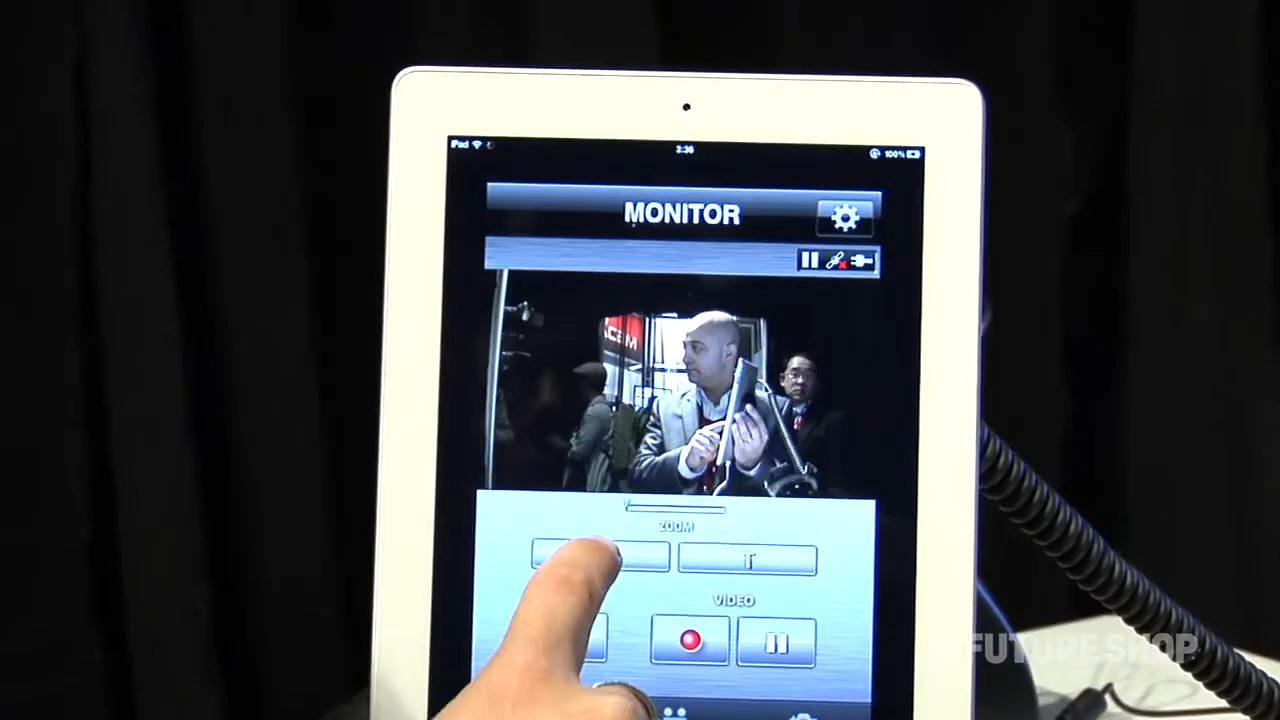 iPad 3:36 100%
MONITOR
ZOOM
T
VIDEO
FUTURE SHOP